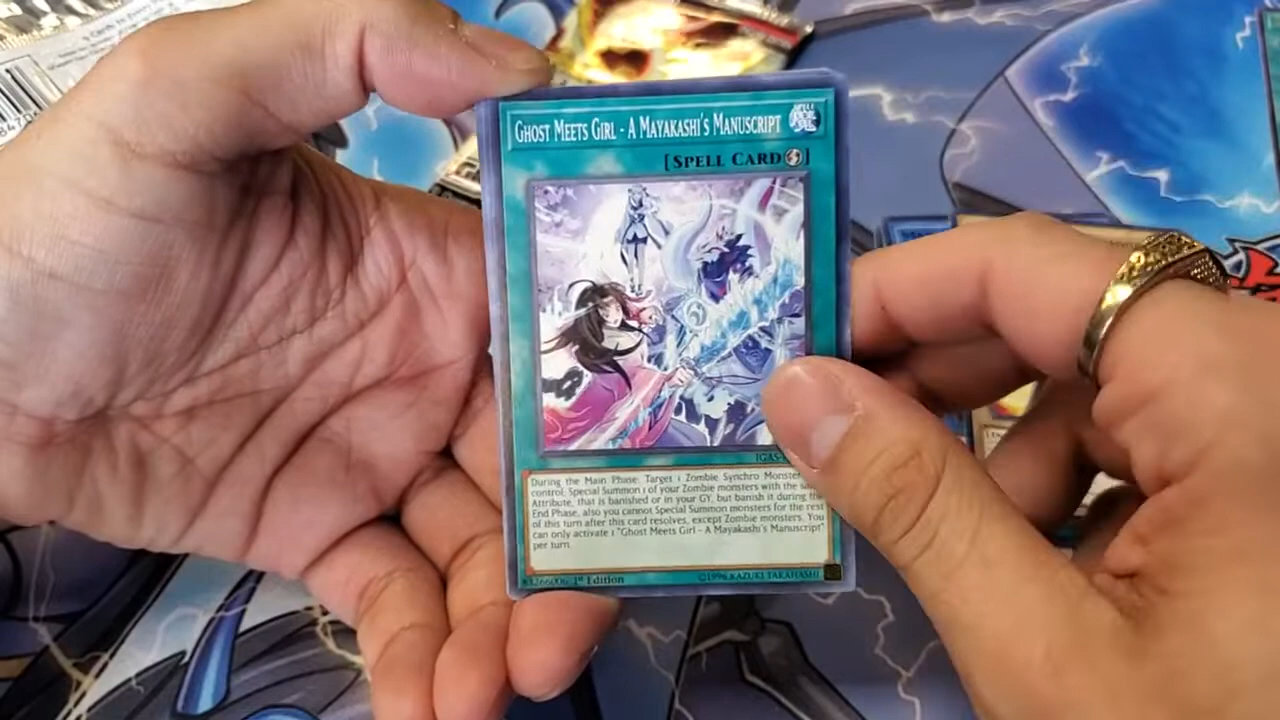 GHOST MEETS GIRL - A MAYAKASHI'S MANUSCRIPT
[SPELL CARD]
IGAS-
During the Main Phase: Target 1 Zombie Synchro Monster
control; Special Summon 1 of your Zombie monsters with the
Attribute, that is banished or in your GY, but banish it during the
End Phase, also you cannot Special Summon monsters for the rest
of this turn after this card resolves, except Zombie monsters. You
can only activate 1 "Ghost Meets Girl - A Mayakashi's Manuscript"
per turn.
83266006 1st Edition
©1996 KAZUKI TAKAHASHI